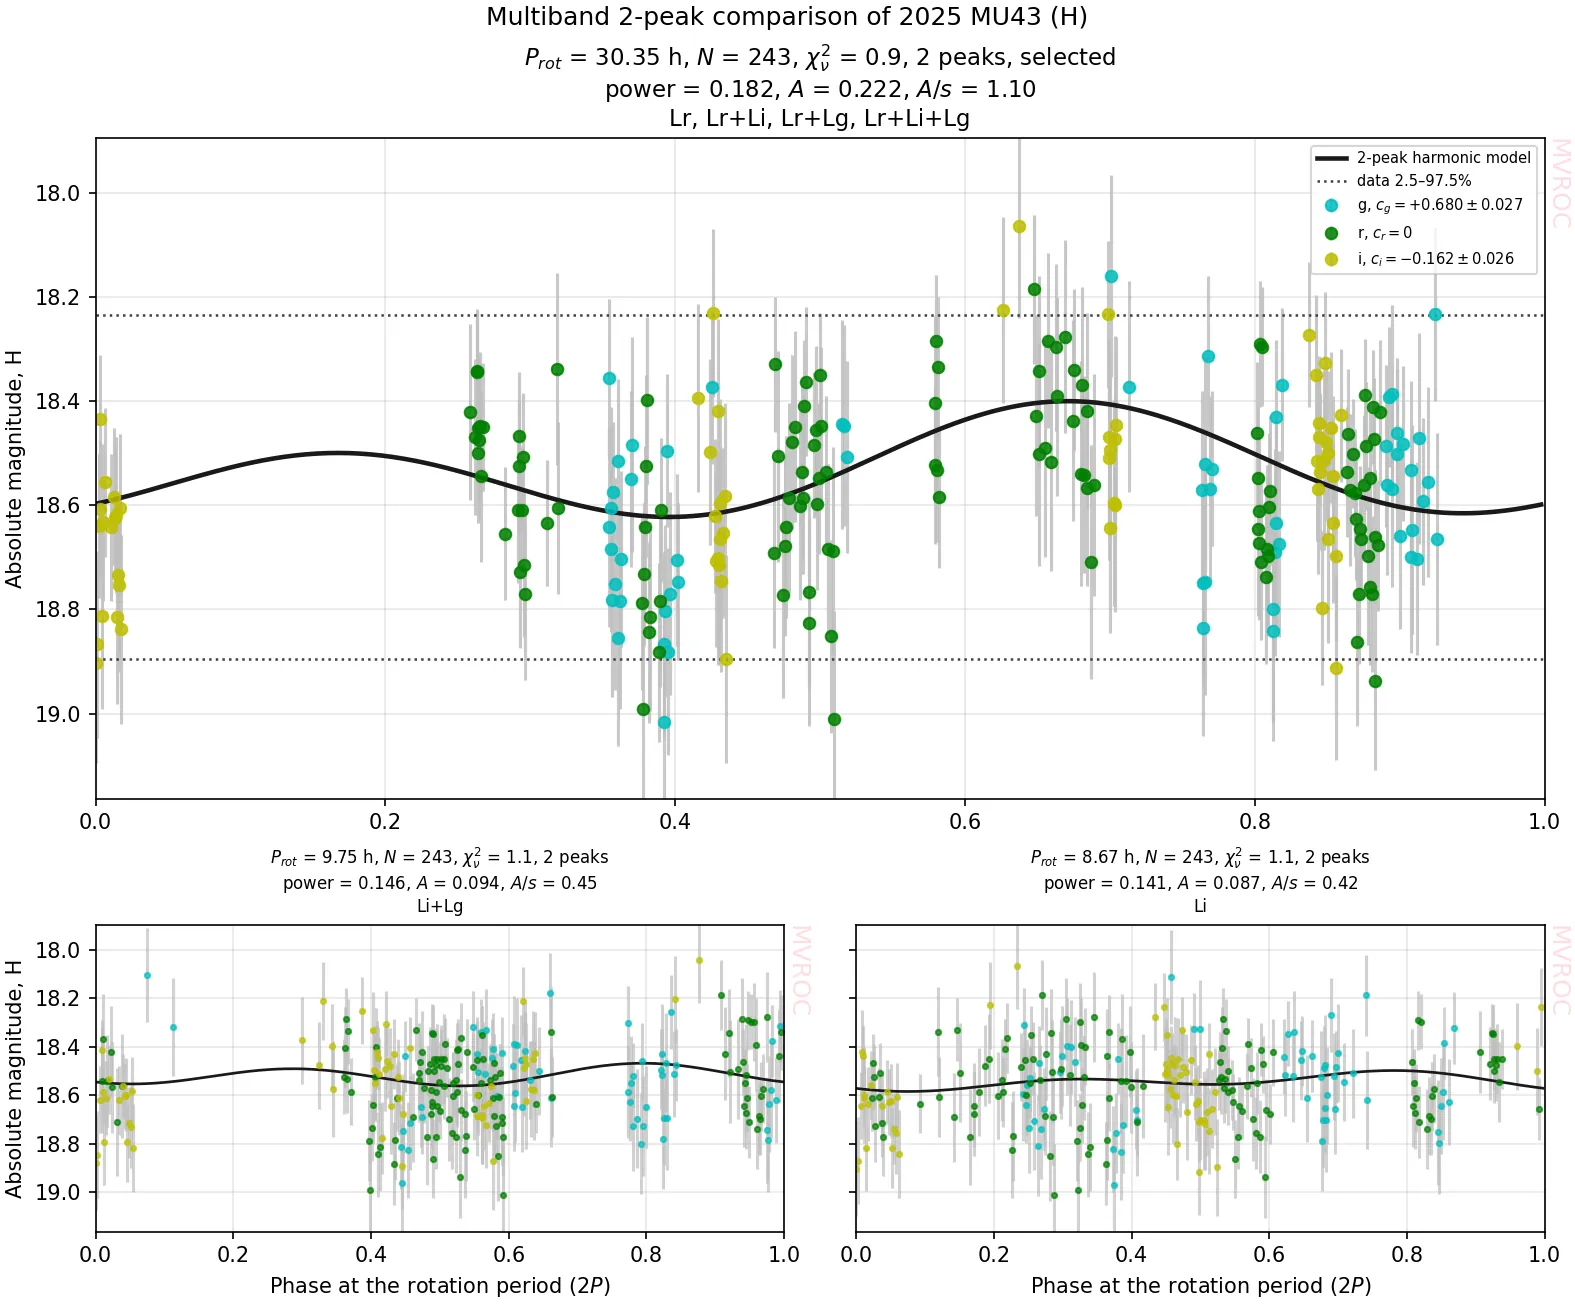 Multiband 2-peak comparison of 2025 MU43 (H)
P_rot = 30.35 h, N = 243, χ²_ν = 0.9, 2 peaks, selected
power = 0.182, A = 0.222, A/s = 1.10
Lr, Lr+Li, Lr+Lg, Lr+Li+Lg
2-peak harmonic model
data 2.5–97.5%
g, c_g = +0.680 ± 0.027
r, c_r = 0
i, c_i = −0.162 ± 0.026
MVROC
Absolute magnitude, H
18.0
18.2
18.4
18.6
18.8
19.0
0.0 0.2 0.4 0.6 0.8 1.0
P_rot = 9.75 h, N = 243, χ²_ν = 1.1, 2 peaks
power = 0.146, A = 0.094, A/s = 0.45
Li+Lg
MVROC
Absolute magnitude, H
18.0
18.2
18.4
18.6
18.8
19.0
0.0 0.2 0.4 0.6 0.8 1.0
Phase at the rotation period (2P)
P_rot = 8.67 h, N = 243, χ²_ν = 1.1, 2 peaks
power = 0.141, A = 0.087, A/s = 0.42
Li
MVROC
0.0 0.2 0.4 0.6 0.8 1.0
Phase at the rotation period (2P)